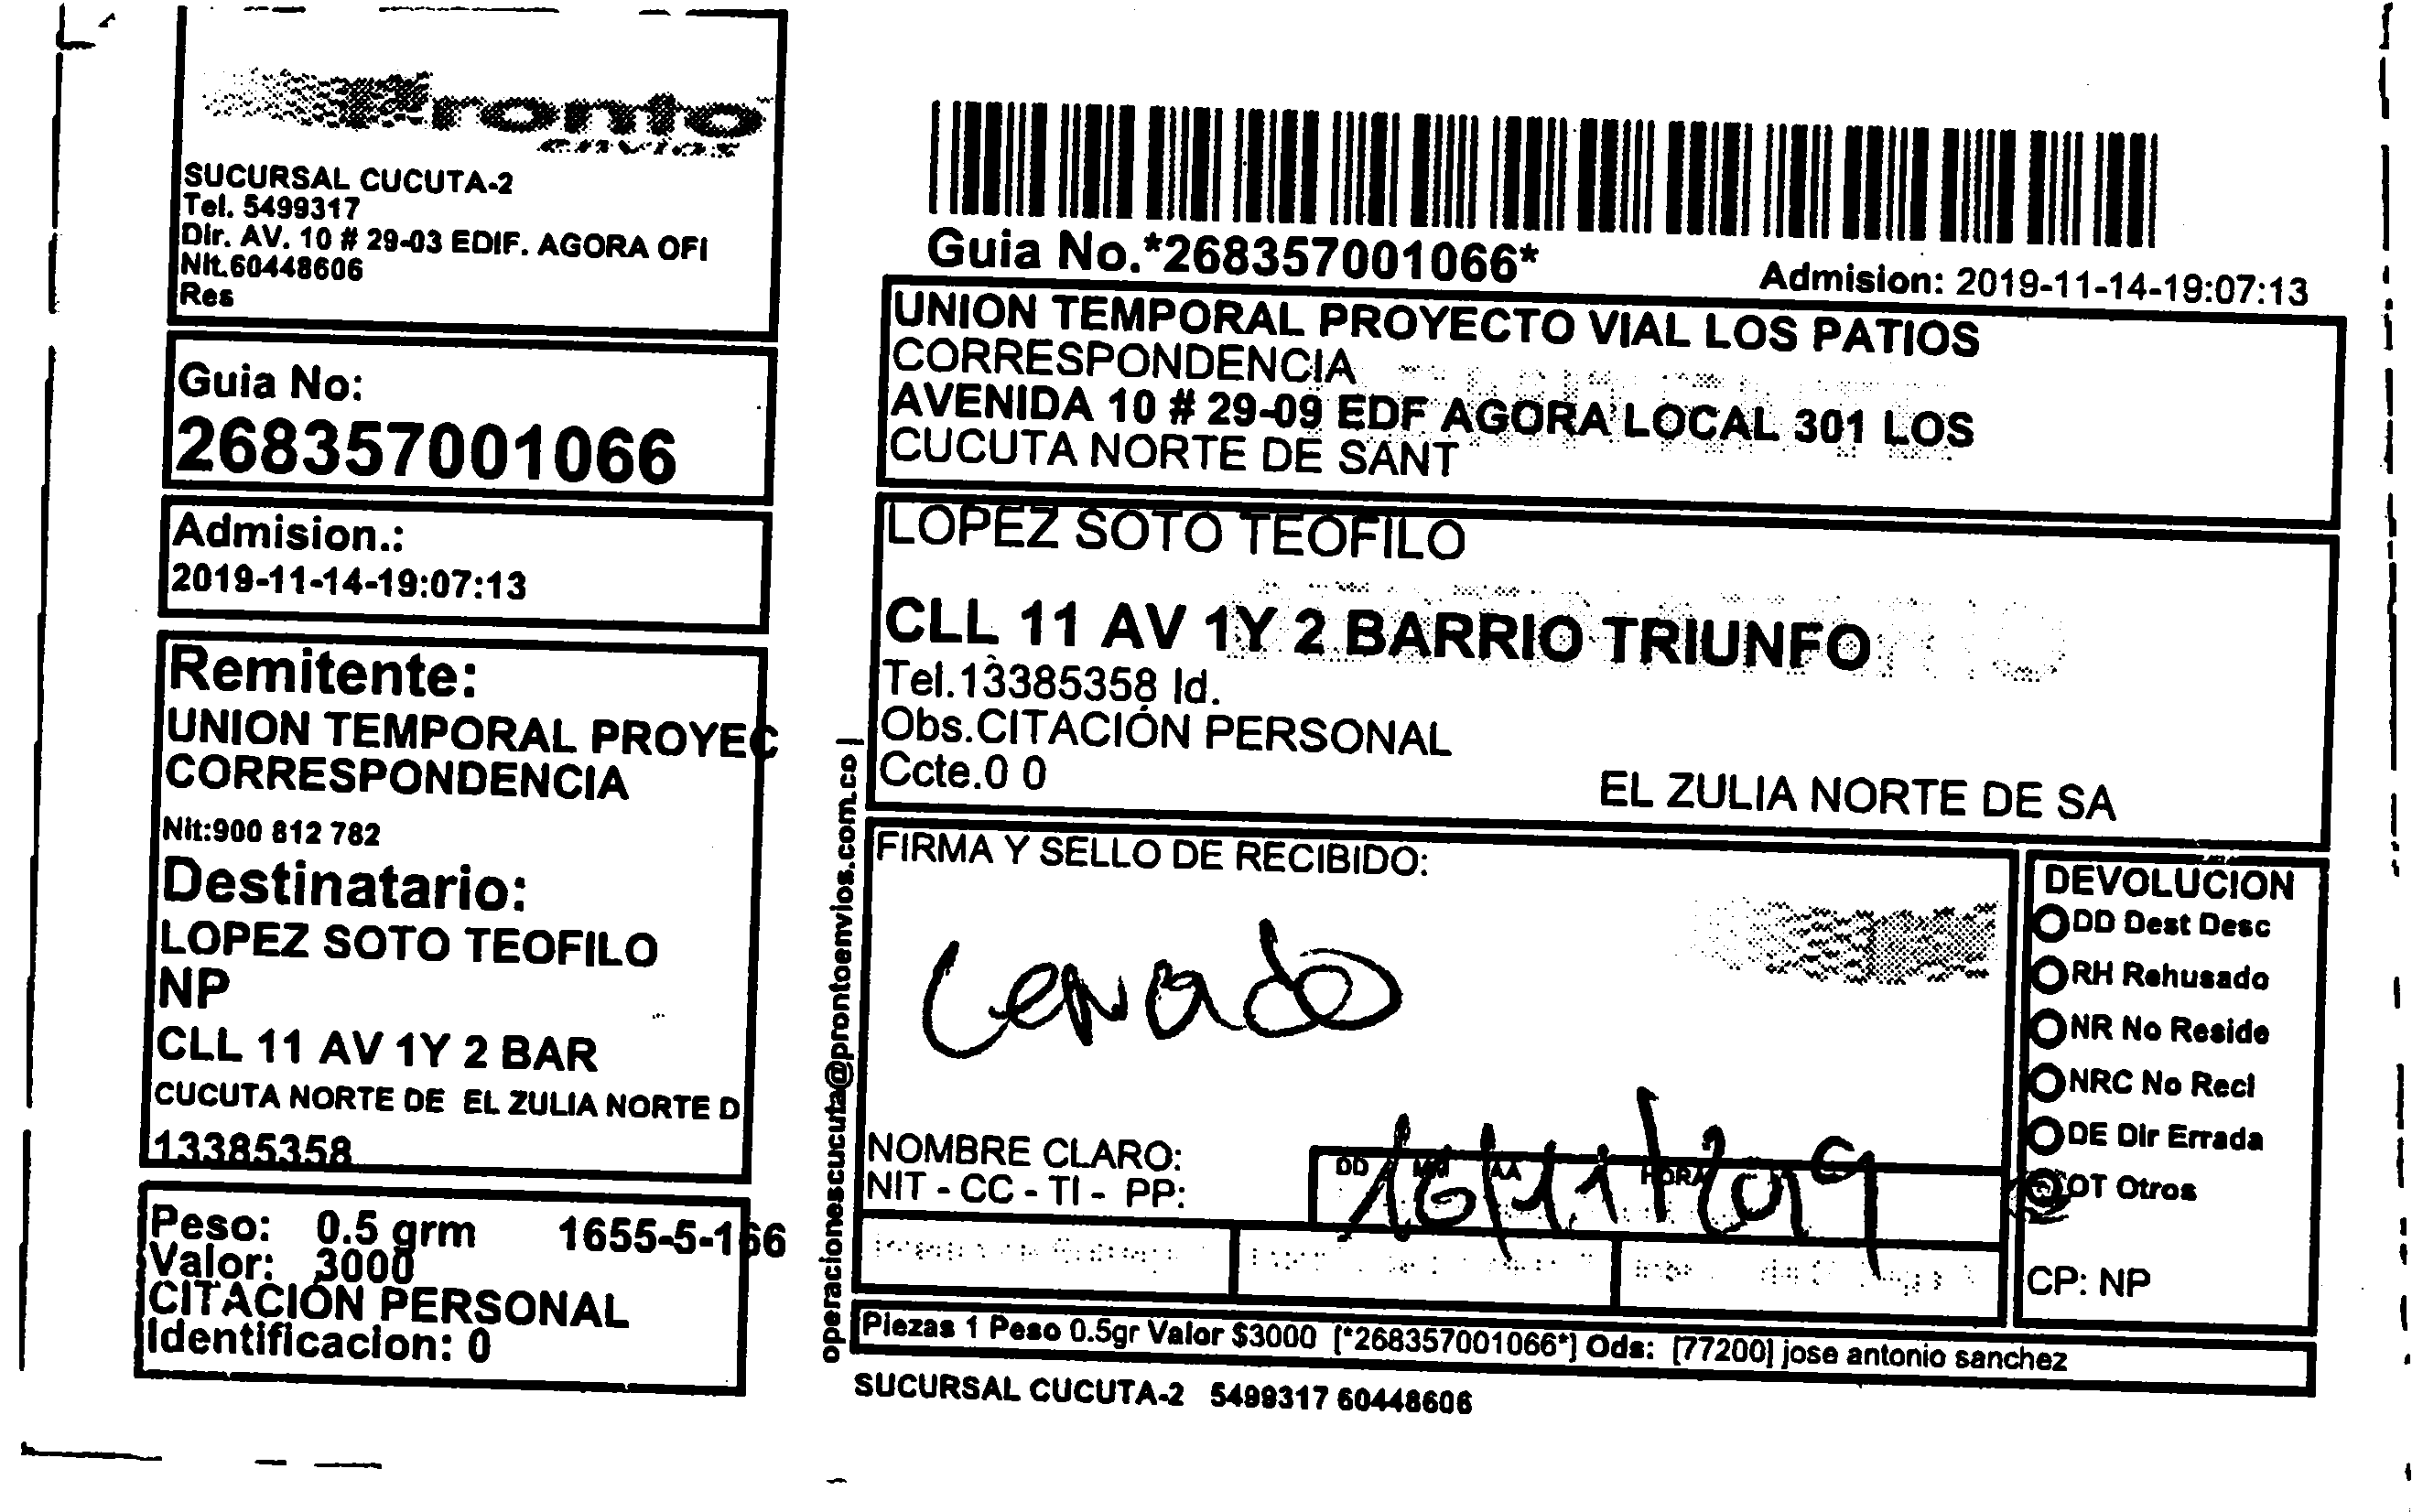 Pronto
envios
SUCURSAL CUCUTA-2
Tel. 5499317
Dir. AV. 10 # 29-03 EDIF. AGORA OFI
Nit.60448606
Res
Guia No:
268357001066
Admision.:
2019-11-14-19:07:13
Remitente:
UNION TEMPORAL PROYEC
CORRESPONDENCIA
Nit:900 812 782
Destinatario:
LOPEZ SOTO TEOFILO
NP
CLL 11 AV 1Y 2 BAR
CUCUTA NORTE DE EL ZULIA NORTE D
13385358
Peso: 0.5 grm 1655-5-166
Valor: 3000
CITACIÓN PERSONAL
Identificacion: 0
operacionescucuta@prontoenvios.com.co |
Guia No.*268357001066*
Admision: 2019-11-14-19:07:13
UNION TEMPORAL PROYECTO VIAL LOS PATIOS
CORRESPONDENCIA
AVENIDA 10 # 29-09 EDF AGORA LOCAL 301 LOS
CUCUTA NORTE DE SANT
LOPEZ SOTO TEOFILO
CLL 11 AV 1Y 2 BARRIO TRIUNFO
Tel.13385358 Id.
Obs.CITACIÓN PERSONAL
Ccte.0 0
EL ZULIA NORTE DE SA
FIRMA Y SELLO DE RECIBIDO:
Cerrado
NOMBRE CLARO:
NIT - CC - TI - PP:
DD MM AA HORA
16/11/2019
DEVOLUCION
DD Dest Desc
RH Rehusado
NR No Reside
NRC No Recl
DE Dir Errada
OT Otros
CP: NP
Piezas 1 Peso 0.5gr Valor $3000 [*268357001066*] Ods: [77200] jose antonio sanchez
SUCURSAL CUCUTA-2 5499317 60448606